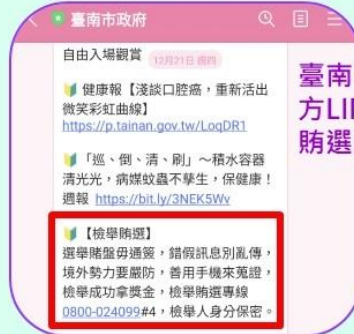 臺南市政府
自由入場觀賞
12月21日 週四
🔰 健康報【淡談口腔癌，重新活出
微笑彩虹曲線】
https://p.tainan.gov.tw/LoqDR1
🔰「巡、倒、清、刷」～積水容器
清光光，病媒蚊蟲不孳生，保健康！
週報 https://bit.ly/3NEK5Wv
🔰【檢舉賄選】
選舉賭盤毋通簽，錯假訊息別亂傳，
境外勢力要嚴防，善用手機來蒐證，
檢舉成功拿獎金，檢舉賄選專線
0800-024099#4，檢舉人身分保密。
臺南
方LI
賄選